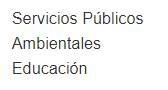 Servicios Públicos
Ambientales
Educación